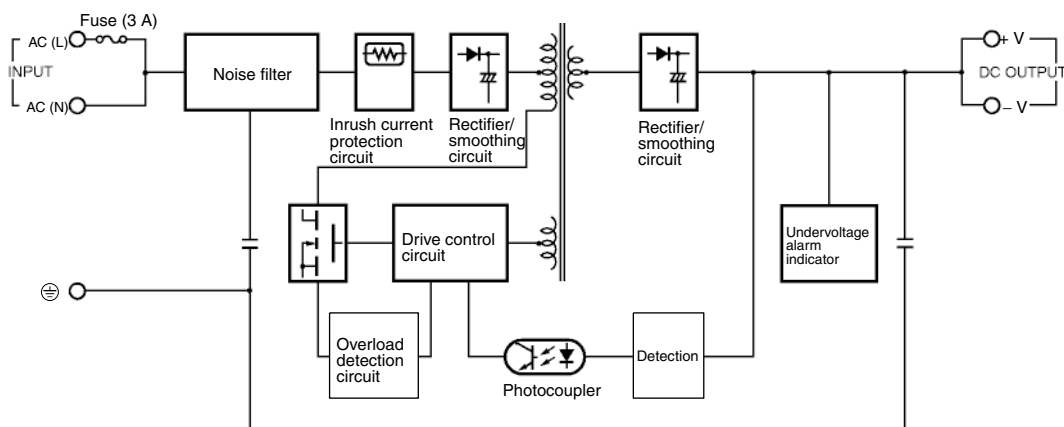 Fuse (3 A)
AC (L)
INPUT
AC (N)
Noise filter
Inrush current
protection
circuit
Rectifier/
smoothing
circuit
Rectifier/
smoothing
circuit
+ V
DC OUTPUT
– V
Drive control
circuit
Undervoltage
alarm
indicator
Overload
detection
circuit
Photocoupler
Detection